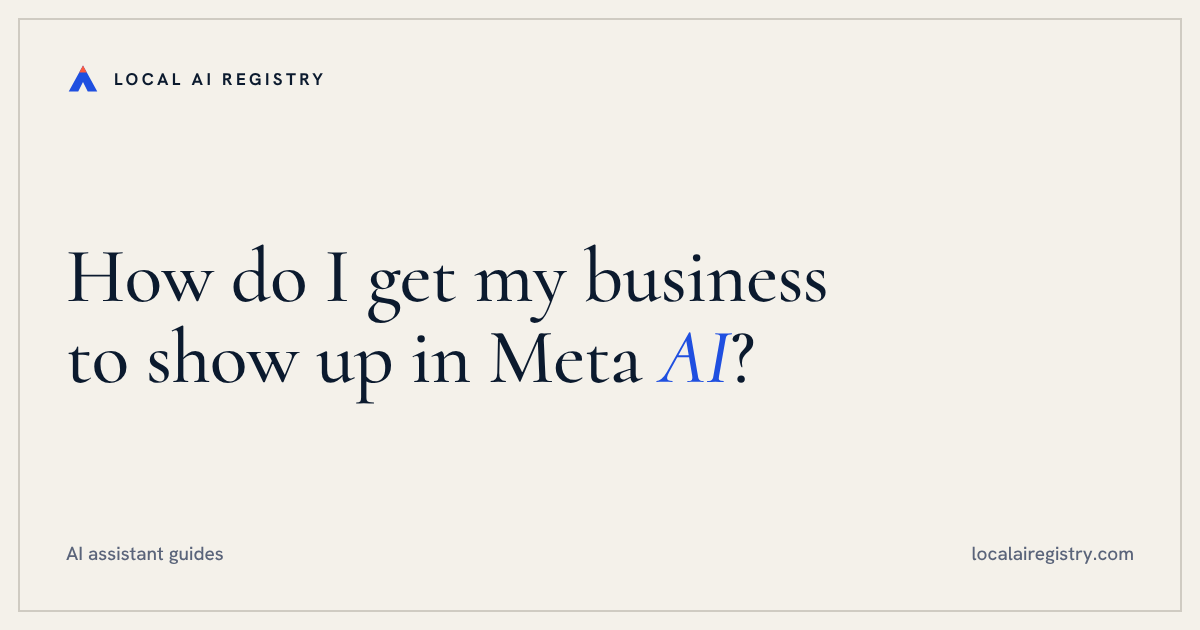 LOCAL AI REGISTRY
How do I get my business
to show up in Meta AI?
AI assistant guides
localairegistry.com